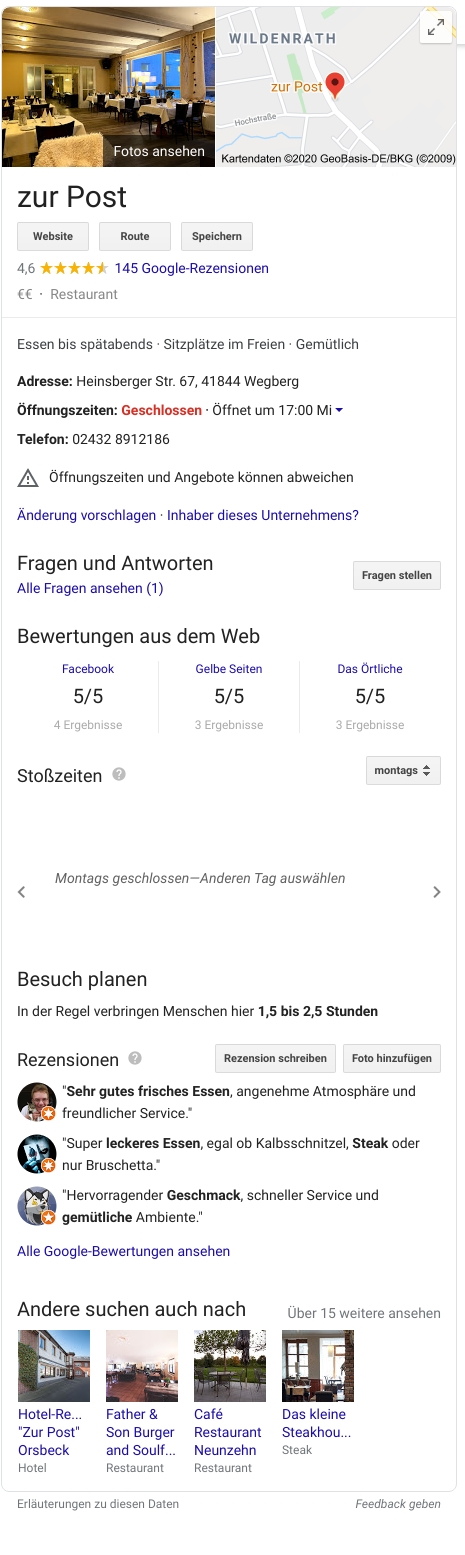 WILDENRATH
zur Post
Hochstraße
Fotos ansehen
Kartendaten ©2020 GeoBasis-DE/BKG (©2009)
zur Post
Website Route Speichern
4,6 145 Google-Rezensionen
€€ · Restaurant
Essen bis spätabends · Sitzplätze im Freien · Gemütlich
Adresse: Heinsberger Str. 67, 41844 Wegberg
Öffnungszeiten: Geschlossen · Öffnet um 17:00 Mi
Telefon: 02432 8912186
Öffnungszeiten und Angebote können abweichen
Änderung vorschlagen · Inhaber dieses Unternehmens?
Fragen und Antworten
Alle Fragen ansehen (1)
Fragen stellen
Bewertungen aus dem Web
Facebook Gelbe Seiten Das Örtliche
5/5 5/5 5/5
4 Ergebnisse 3 Ergebnisse 3 Ergebnisse
Stoßzeiten ? montags
Montags geschlossen—Anderen Tag auswählen
Besuch planen
In der Regel verbringen Menschen hier 1,5 bis 2,5 Stunden
Rezensionen ? Rezension schreiben Foto hinzufügen
"Sehr gutes frisches Essen, angenehme Atmosphäre und
freundlicher Service."
"Super leckeres Essen, egal ob Kalbsschnitzel, Steak oder
nur Bruschetta."
"Hervorragender Geschmack, schneller Service und
gemütliche Ambiente."
Alle Google-Bewertungen ansehen
Andere suchen auch nach Über 15 weitere ansehen
Hotel-Re...
"Zur Post"
Orsbeck
Hotel
Father &
Son Burger
and Soulf...
Restaurant
Café
Restaurant
Neunzehn
Restaurant
Das kleine
Steakhou...
Steak
Erläuterungen zu diesen Daten Feedback geben